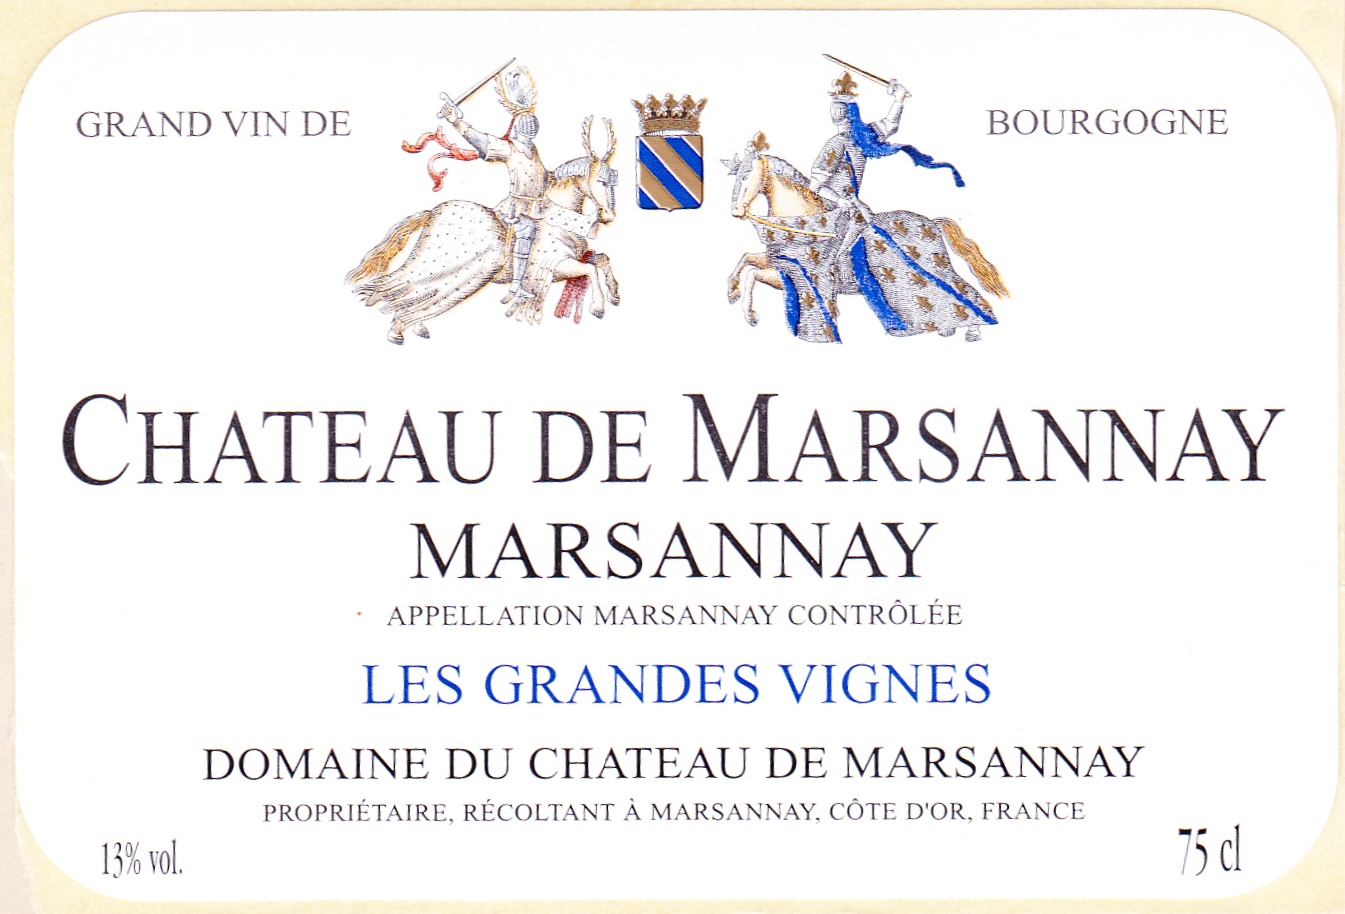 GRAND VIN DE BOURGOGNE
CHATEAU DE MARSANNAY
MARSANNAY
APPELLATION MARSANNAY CONTRÔLÉE
LES GRANDES VIGNES
DOMAINE DU CHATEAU DE MARSANNAY
PROPRIÉTAIRE, RÉCOLTANT À MARSANNAY, CÔTE D'OR, FRANCE
13% vol. 75 cl